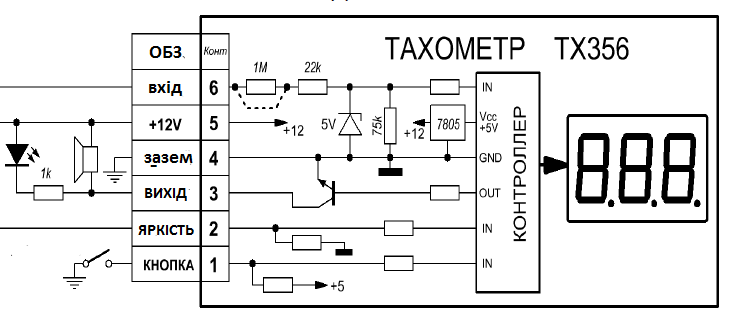 ТАХОМЕТР TX356
ОБЗ. Конт
вхід 6 1M 22k IN
+12V 5 +12 5V 75k +12 7805 Vcc +5V
зазем 4 GND
1k
ВИХІД 3 OUT
ЯРКІСТЬ 2 IN
КНОПКА 1 +5 IN
КОНТРОЛЛЕР
8.8.8.